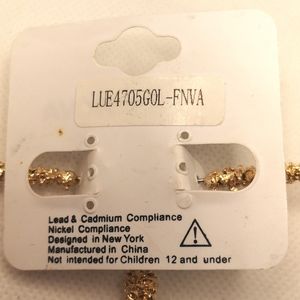 LUE4705GOL-FNVA
Lead & Cadmium Compliance
Nickel Compliance
Designed in New York
Manufactured in China
Not intended for Children 12 and under
!